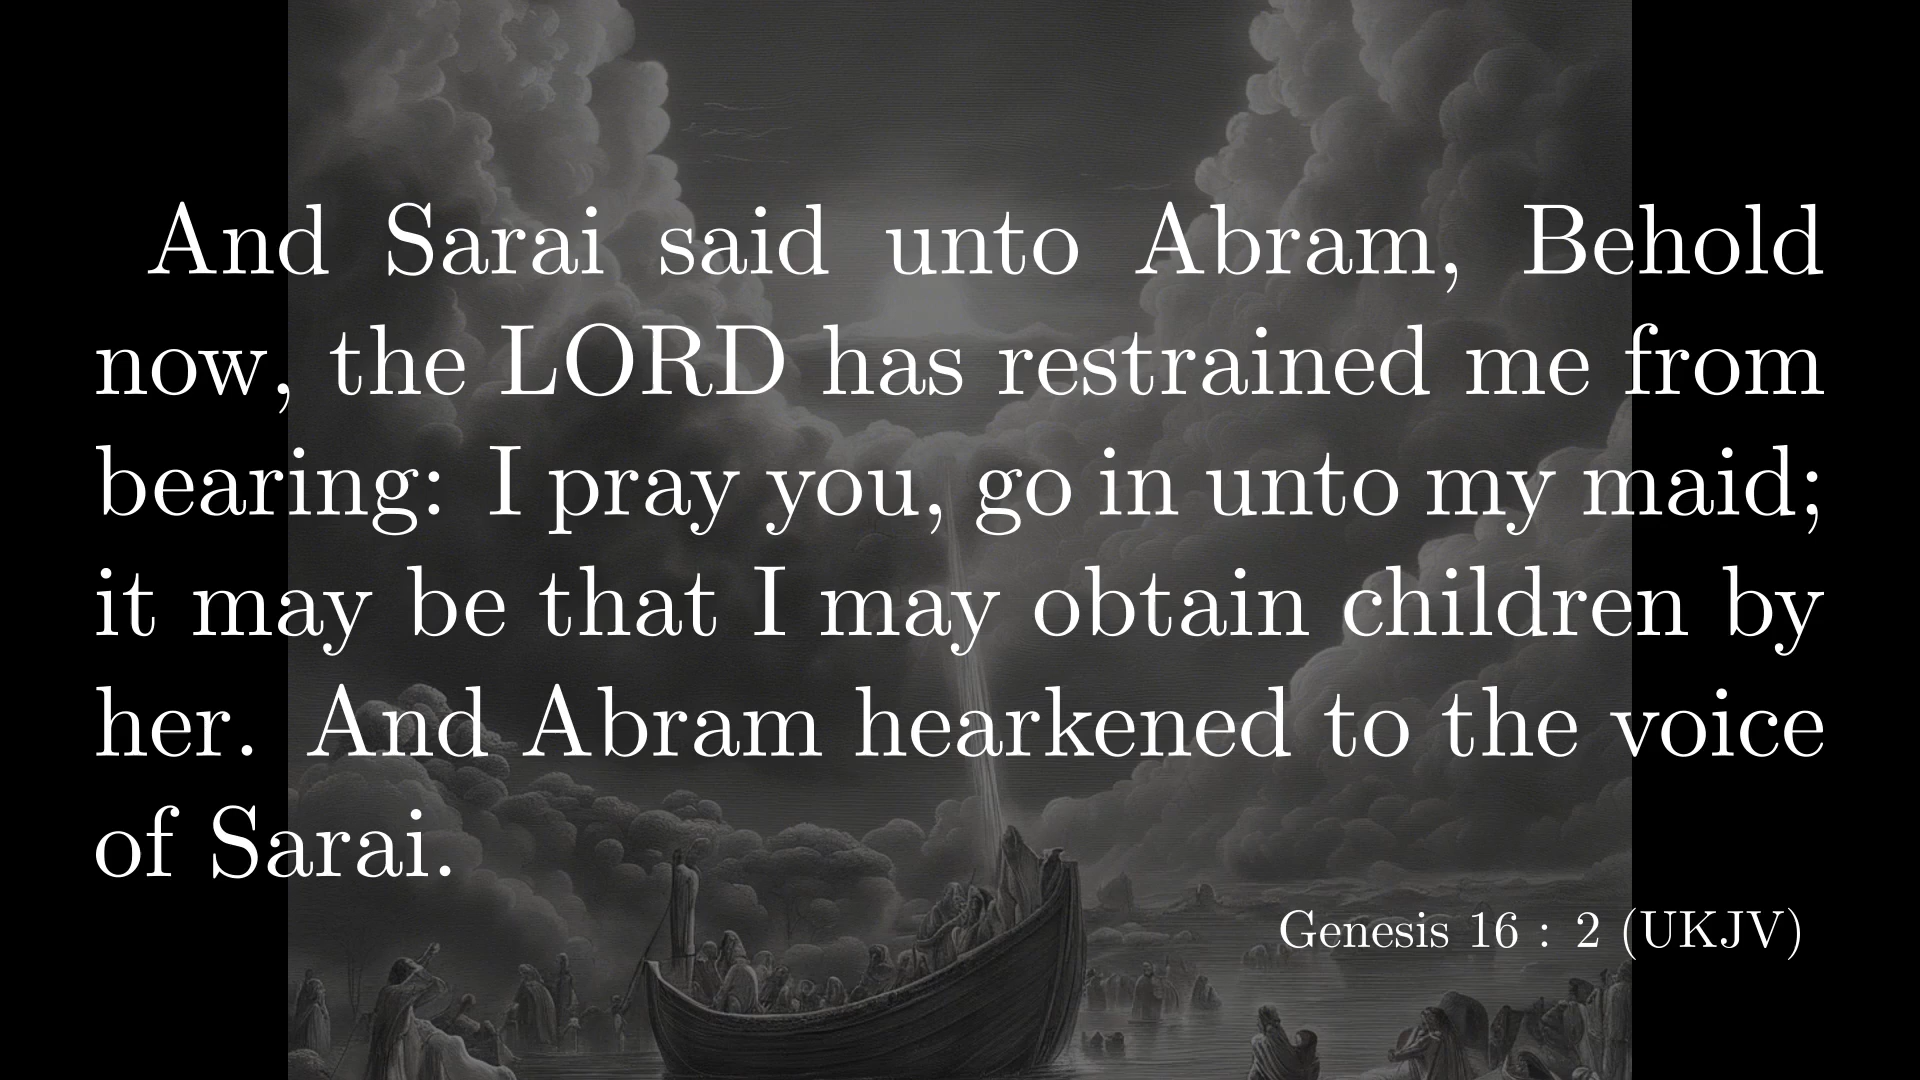 And Sarai said unto Abram, Behold
now, the LORD has restrained me from
bearing: I pray you, go in unto my maid;
it may be that I may obtain children by
her. And Abram hearkened to the voice
of Sarai.
Genesis 16 : 2 (UKJV)